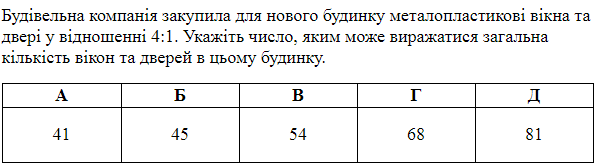 Будівельна компанія закупила для нового будинку металопластикові вікна та
двері у відношенні 4:1. Укажіть число, яким може виражатися загальна
кількість вікон та дверей в цьому будинку.
А Б В Г Д
41 45 54 68 81